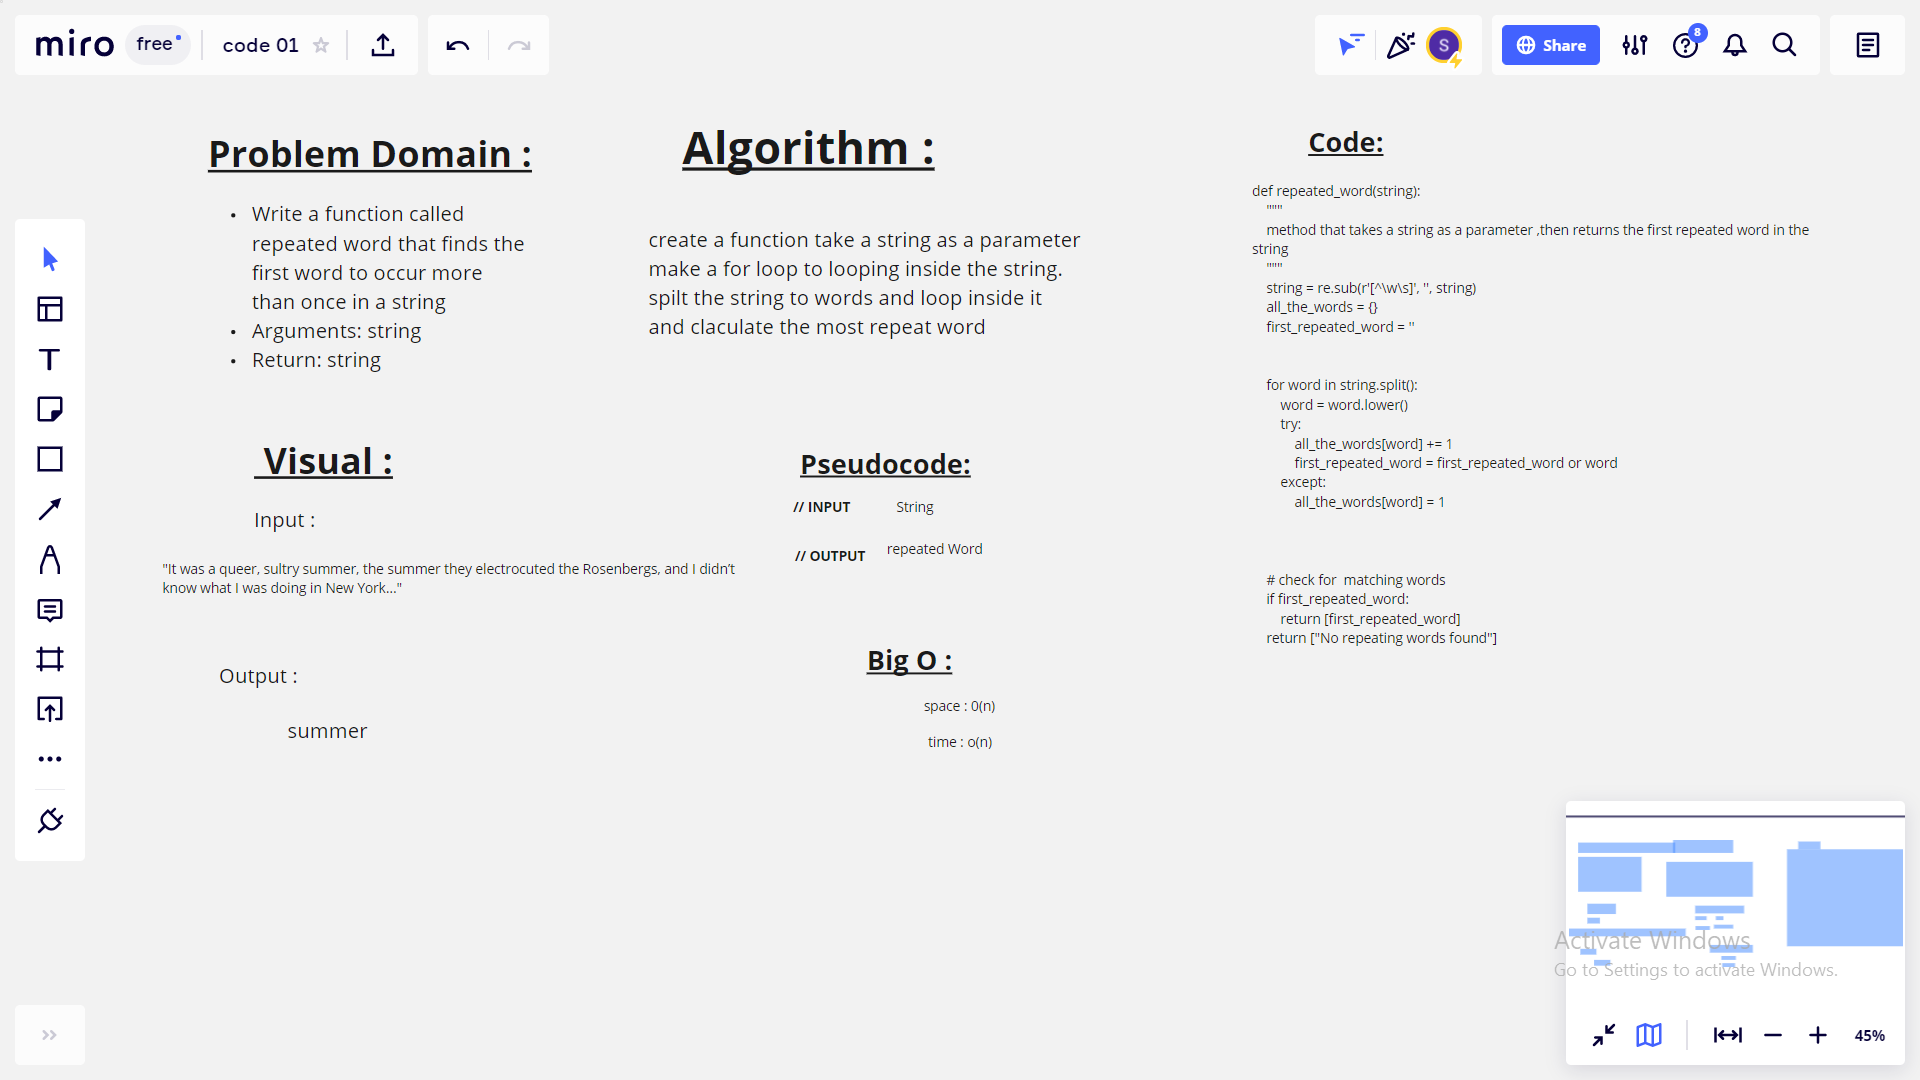 miro free code 01
Share
8
S
Problem Domain :
• Write a function called
repeated word that finds the
first word to occur more
than once in a string
• Arguments: string
• Return: string
Visual :
Input :
"It was a queer, sultry summer, the summer they electrocuted the Rosenbergs, and I didn't
know what I was doing in New York..."
Output :
summer
Algorithm :
create a function take a string as a parameter
make a for loop to looping inside the string.
spilt the string to words and loop inside it
and claculate the most repeat word
Pseudocode:
// INPUT String
// OUTPUT repeated Word
Big O :
space : 0(n)
time : o(n)
Code:
def repeated_word(string):
"""
method that takes a string as a parameter ,then returns the first repeated word in the
string
"""
string = re.sub(r'[^\w\s]', '', string)
all_the_words = {}
first_repeated_word = ''
for word in string.split():
word = word.lower()
try:
all_the_words[word] += 1
first_repeated_word = first_repeated_word or word
except:
all_the_words[word] = 1
# check for  matching words
if first_repeated_word:
return [first_repeated_word]
return ["No repeating words found"]
Activate Windows
Go to Settings to activate Windows.
45%